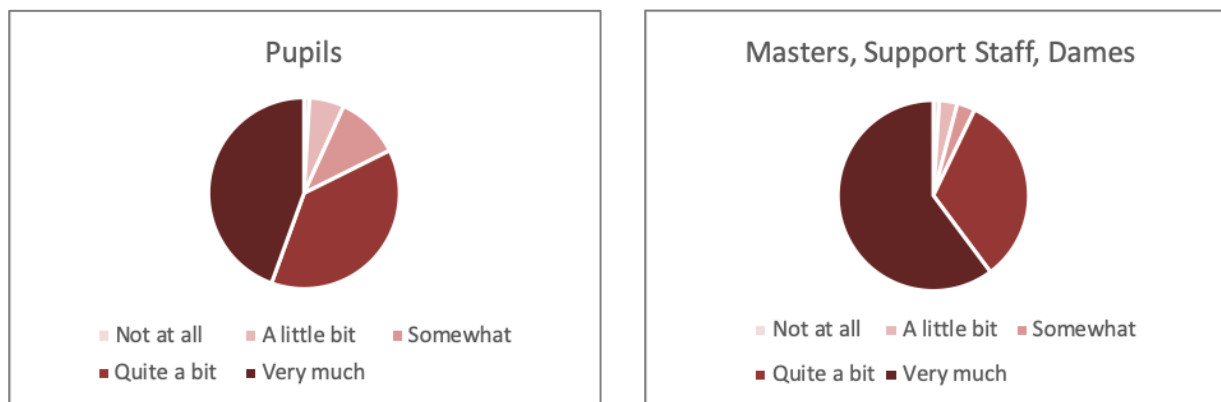 Pupils
Not at all
A little bit
Somewhat
Quite a bit
Very much
Masters, Support Staff, Dames
Not at all
A little bit
Somewhat
Quite a bit
Very much